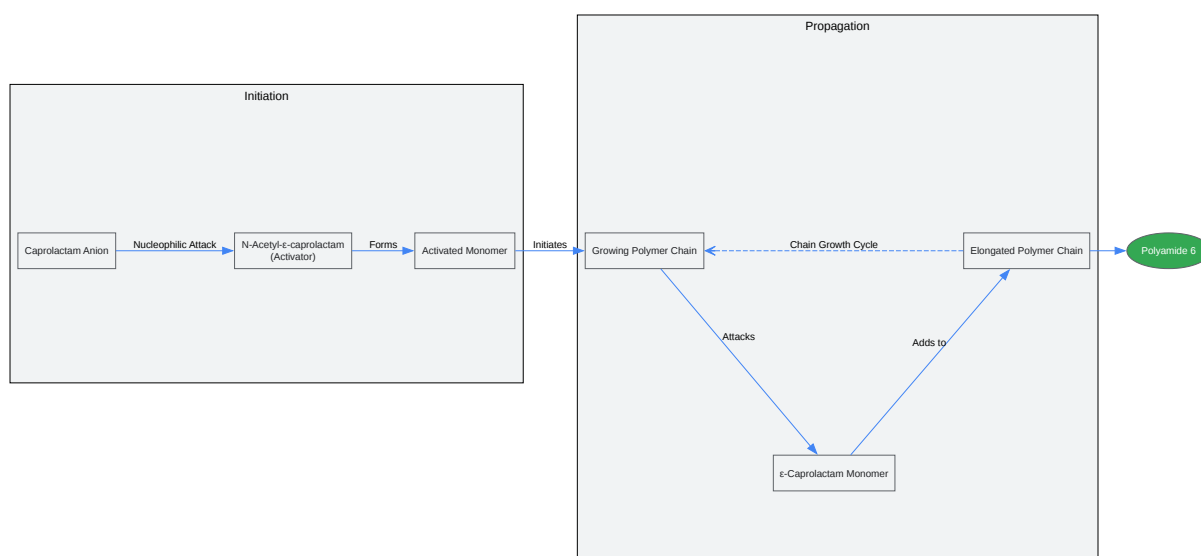 Propagation
Initiation
Caprolactam Anion
Nucleophilic Attack
N-Acetyl-ε-caprolactam
(Activator)
Forms
Activated Monomer
Initiates
Growing Polymer Chain
Chain Growth Cycle
Elongated Polymer Chain
Polyamide 6
Attacks
Adds to
ε-Caprolactam Monomer